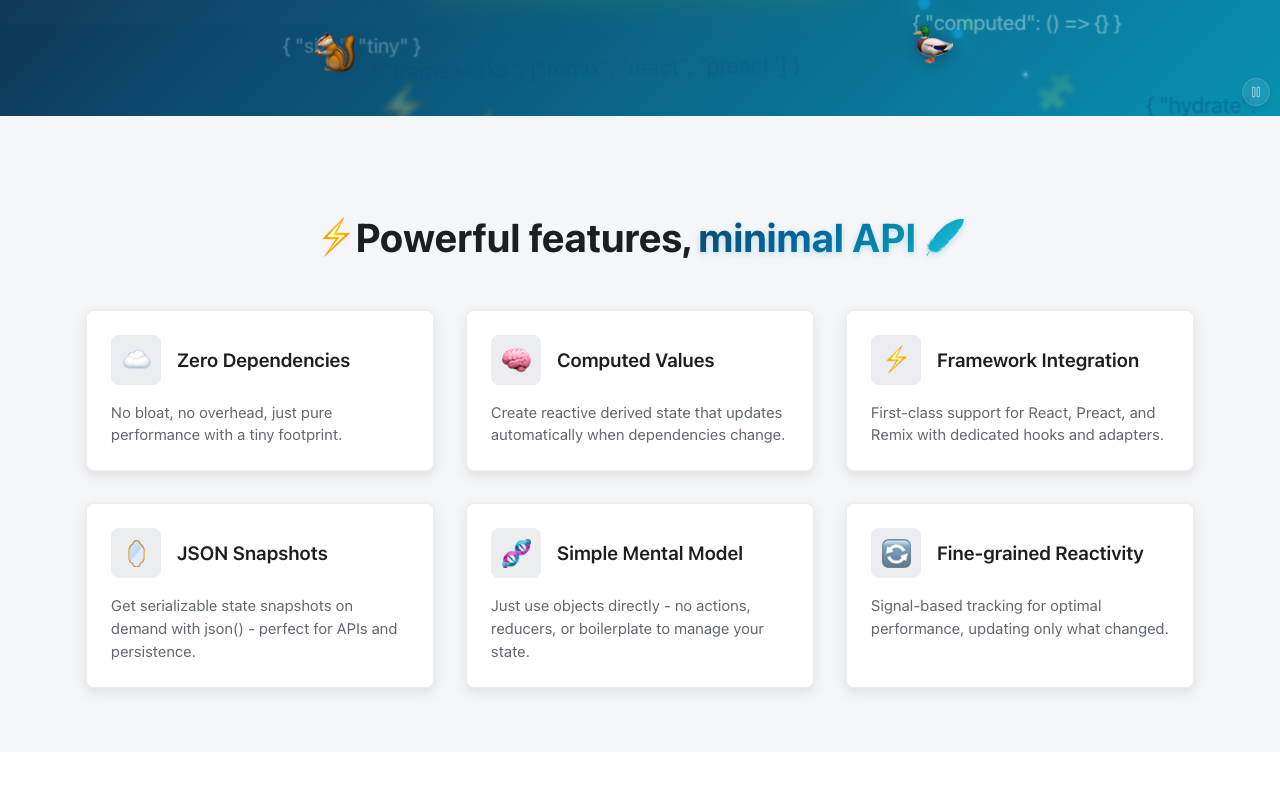 { "computed": () => {} }
{ "si "tiny" }
{ "frameworks": ["remix", "react", "preact"] }
{ "hydrate":
Powerful features, minimal API
Zero Dependencies
No bloat, no overhead, just pure
performance with a tiny footprint.
Computed Values
Create reactive derived state that updates
automatically when dependencies change.
Framework Integration
First-class support for React, Preact, and
Remix with dedicated hooks and adapters.
JSON Snapshots
Get serializable state snapshots on
demand with json() - perfect for APIs and
persistence.
Simple Mental Model
Just use objects directly - no actions,
reducers, or boilerplate to manage your
state.
Fine-grained Reactivity
Signal-based tracking for optimal
performance, updating only what changed.